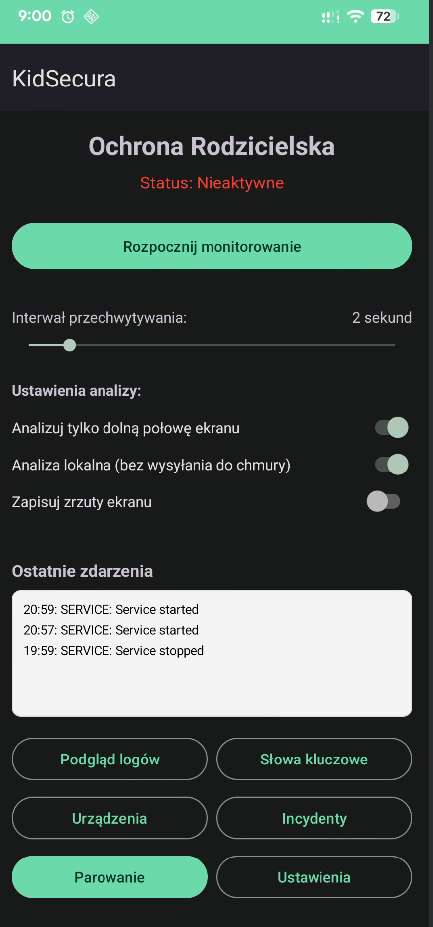 9:00
72
KidSecura
Ochrona Rodzicielska
Status: Nieaktywne
Rozpocznij monitorowanie
Interwał przechwytywania: 2 sekund
Ustawienia analizy:
Analizuj tylko dolną połowę ekranu
Analiza lokalna (bez wysyłania do chmury)
Zapisuj zrzuty ekranu
Ostatnie zdarzenia
20:59: SERVICE: Service started
20:57: SERVICE: Service started
19:59: SERVICE: Service stopped
Podgląd logów Słowa kluczowe
Urządzenia Incydenty
Parowanie Ustawienia